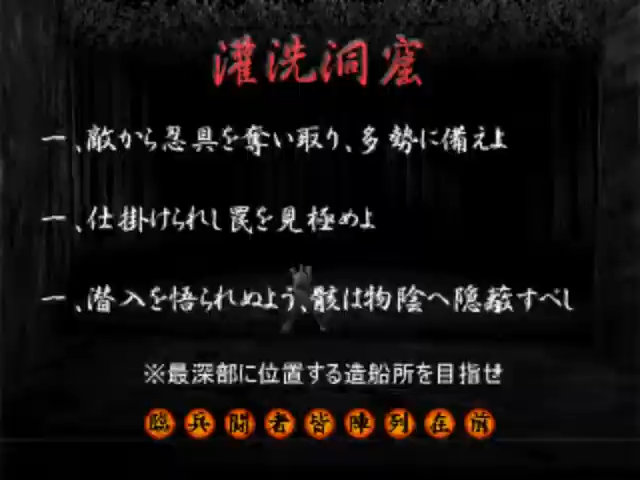 灌洗洞窟
一、敵から忍具を奪い取り、多勢に備えよ
一、仕掛けられし罠を見極めよ
一、潜入を悟られぬよう、骸は物陰へ隠蔽すべし
※最深部に位置する造船所を目指せ
臨兵闘者皆陣列在前